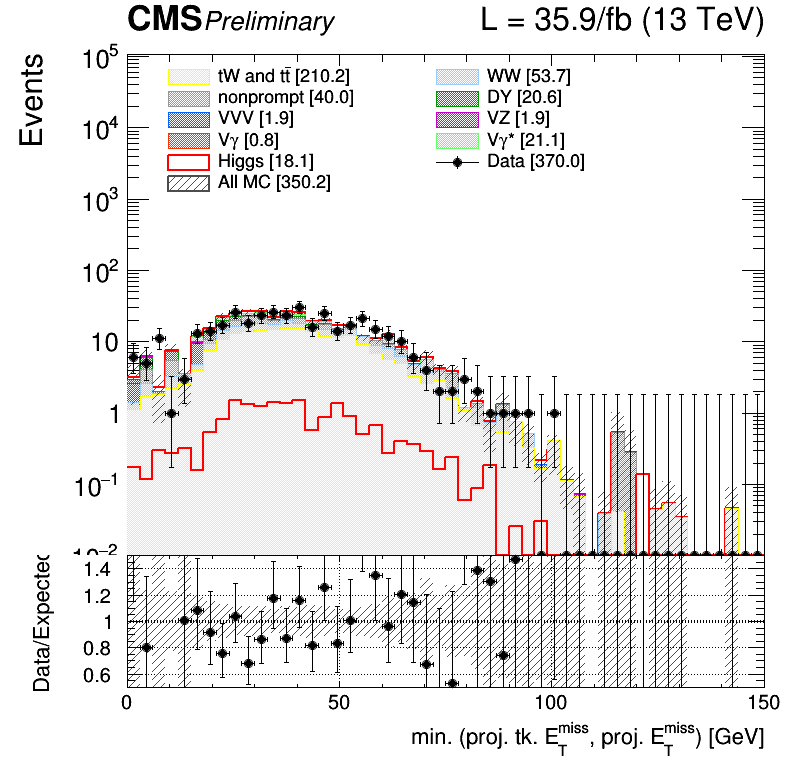 CMS Preliminary L = 35.9/fb (13 TeV)
Events
10^5
10^4
10^3
10^2
10
1
10^-1
10^-2
tW and tt̄ [210.2] WW [53.7]
nonprompt [40.0] DY [20.6]
VVV [1.9] VZ [1.9]
Vγ [0.8] Vγ* [21.1]
Higgs [18.1] Data [370.0]
All MC [350.2]
Data/Expected
1.4
1.2
1
0.8
0.6
0 50 100 150
min. (proj. tk. E_T^miss, proj. E_T^miss) [GeV]